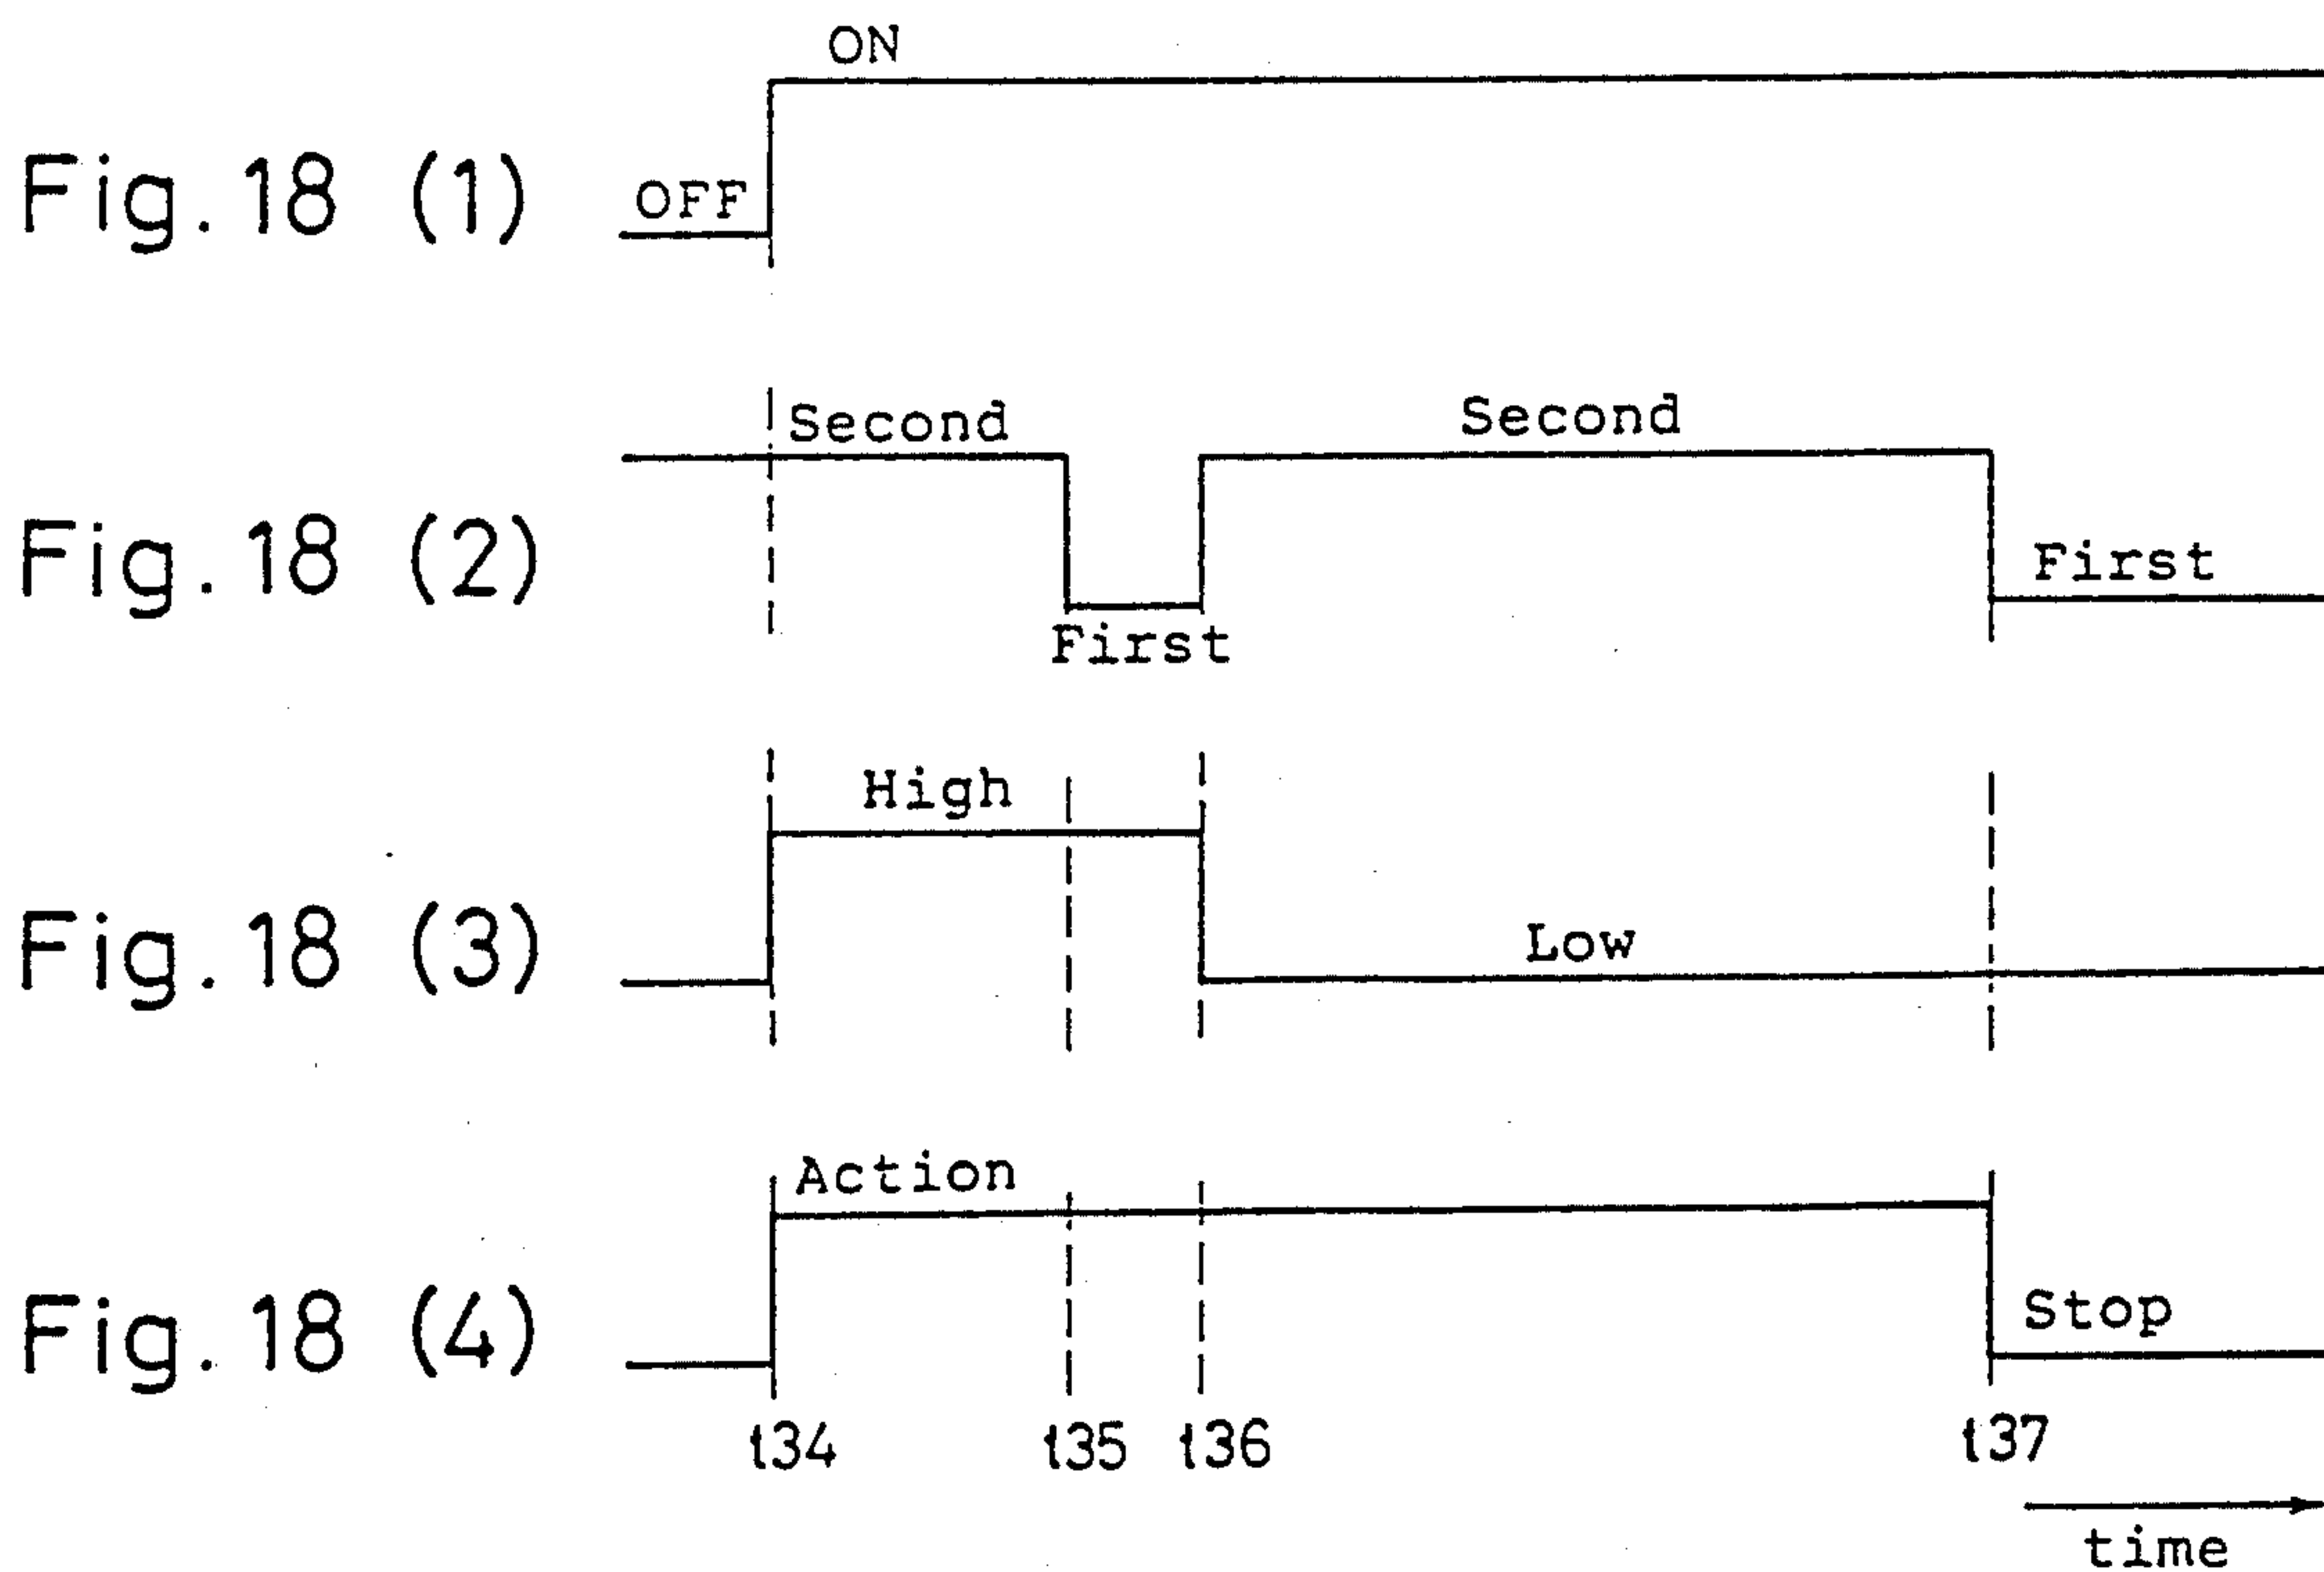 ON
Fig. 18 (1)
OFF
Second
Second
Fig. 18 (2)
First
First
High
Fig. 18 (3)
Low
Action
Fig. 18 (4)
Stop
t34
t35
t36
t37
time